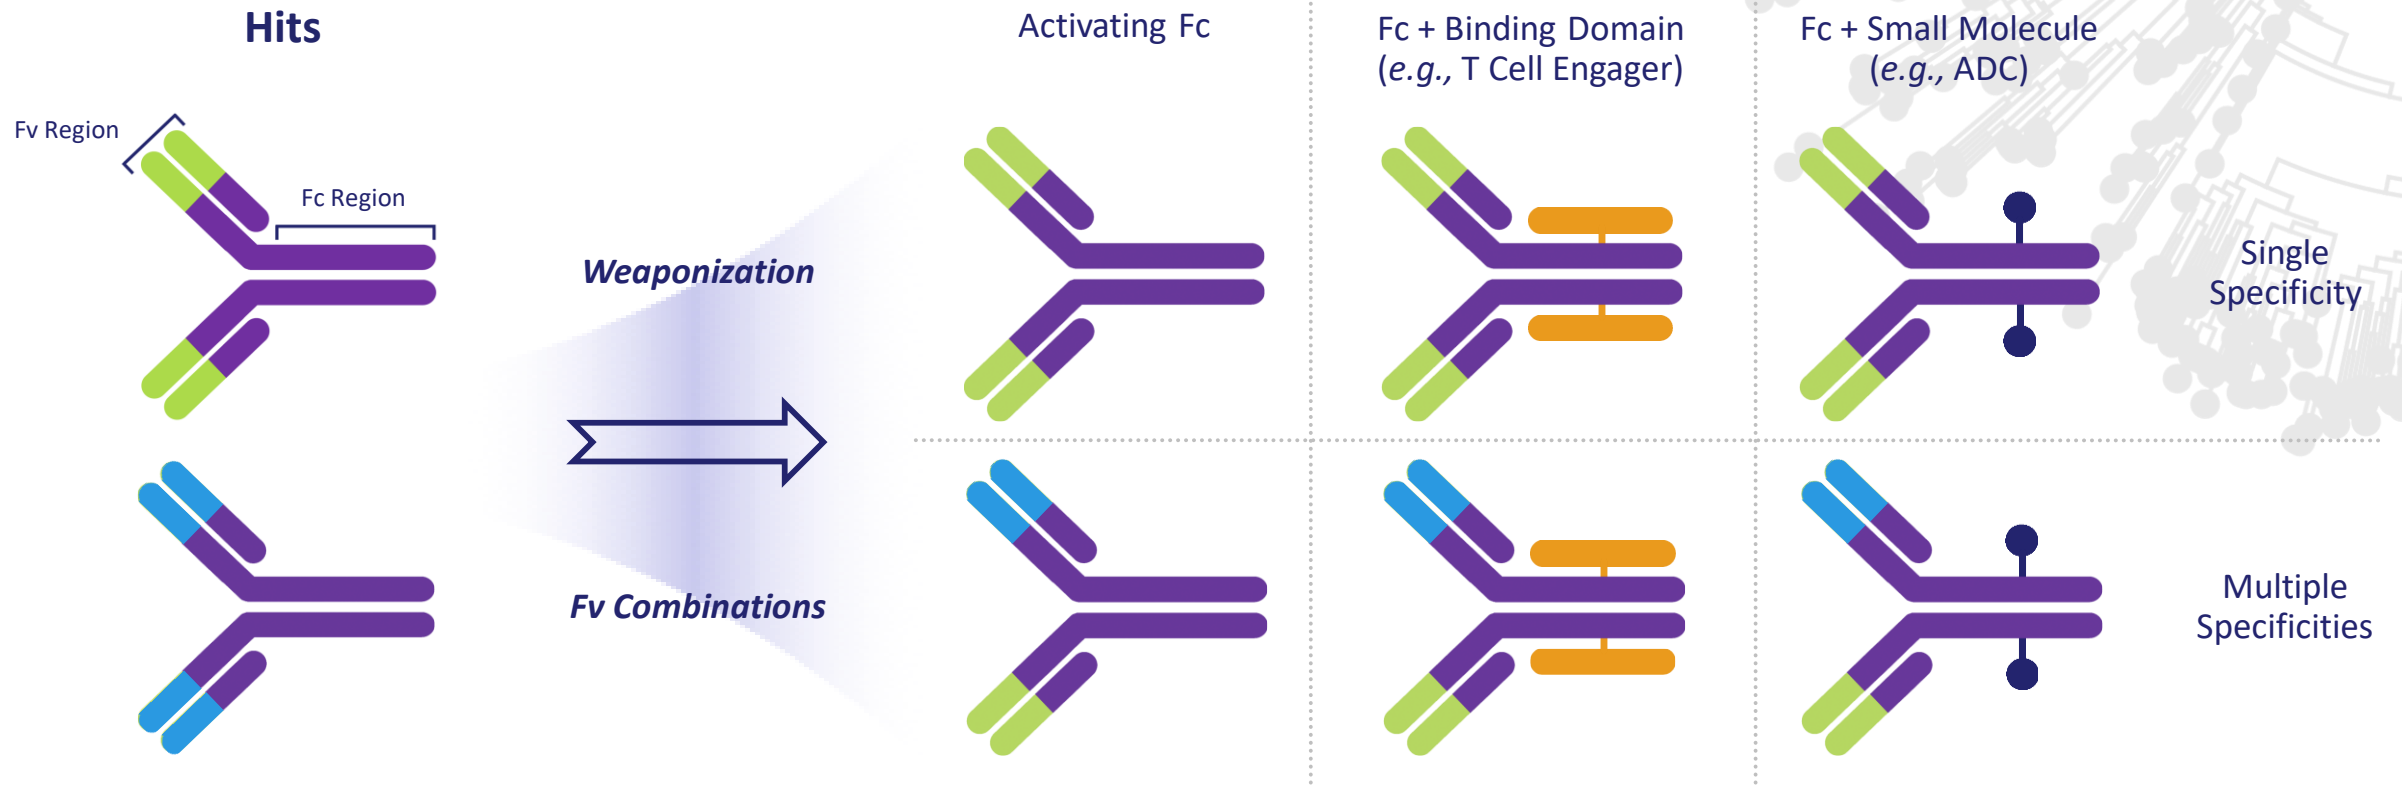 Hits
Activating Fc
Fc + Binding Domain
(e.g., T Cell Engager)
Fc + Small Molecule
(e.g., ADC)
Fv Region
Fc Region
Weaponization
Single
Specificity
Fv Combinations
Multiple
Specificities